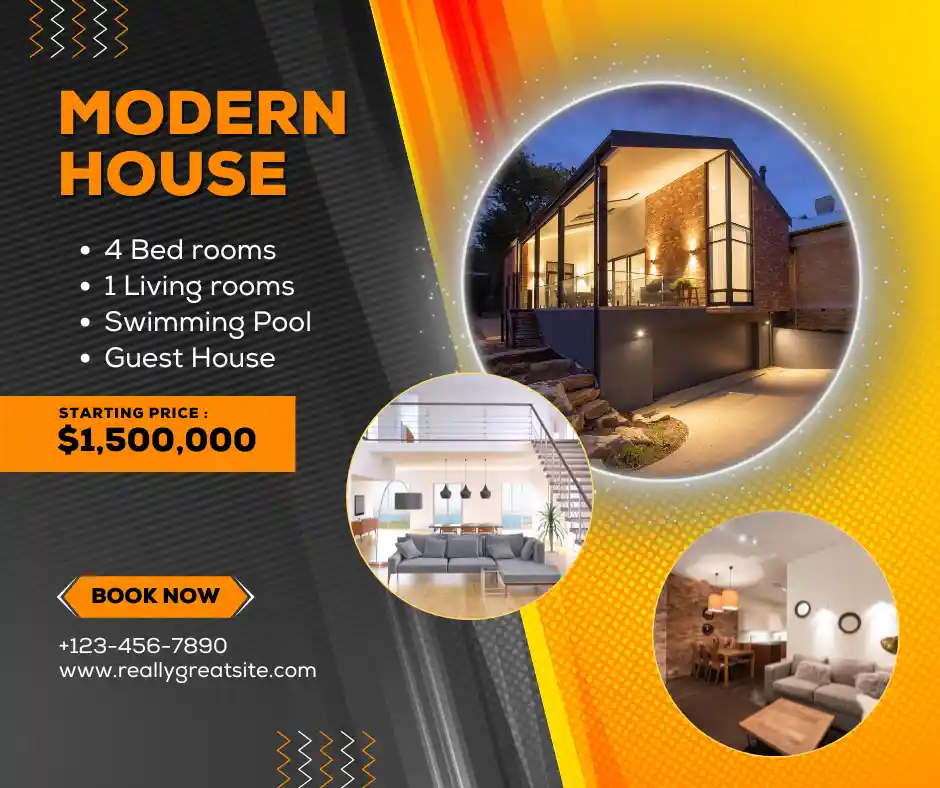 MODERN
HOUSE
• 4 Bed rooms
• 1 Living rooms
• Swimming Pool
• Guest House
STARTING PRICE :
$1,500,000
BOOK NOW
+123-456-7890
www.reallygreatsite.com